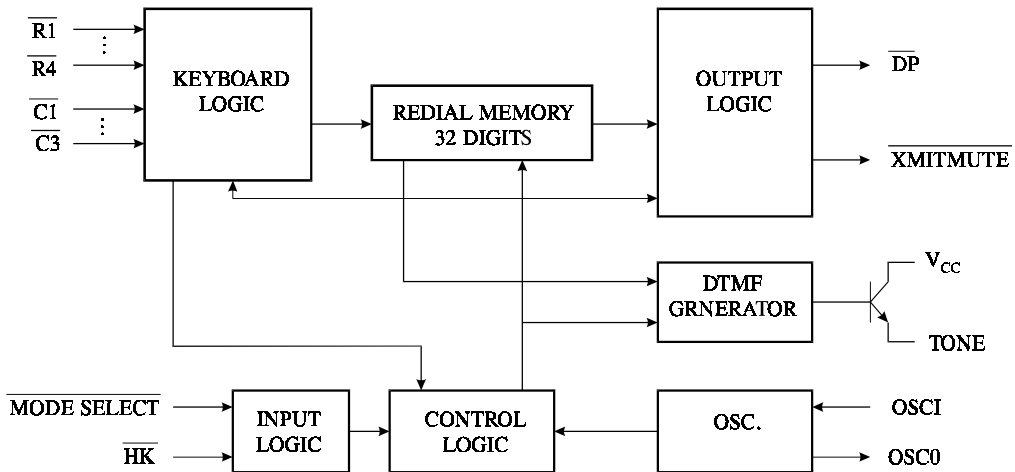 R1
⋮
R4
C1
⋮
C3
KEYBOARD
LOGIC
REDIAL MEMORY
32 DIGITS
OUTPUT
LOGIC
DP
XMITMUTE
DTMF
GRNERATOR
VCC
TONE
MODE SELECT
HK
INPUT
LOGIC
CONTROL
LOGIC
OSC.
OSCI
OSC0